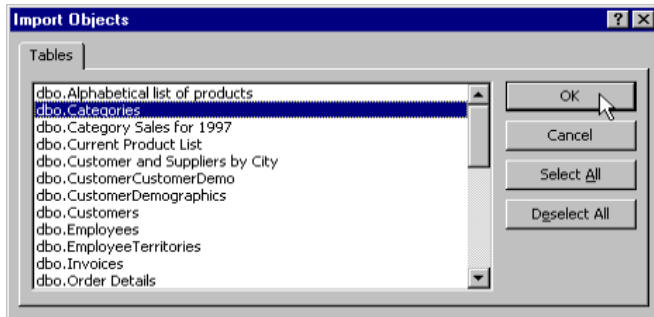 Import Objects
Tables
dbo.Alphabetical list of products
dbo.Categories
dbo.Category Sales for 1997
dbo.Current Product List
dbo.Customer and Suppliers by City
dbo.CustomerCustomerDemo
dbo.CustomerDemographics
dbo.Customers
dbo.Employees
dbo.EmployeeTerritories
dbo.Invoices
dbo.Order Details
OK
Cancel
Select All
Deselect All